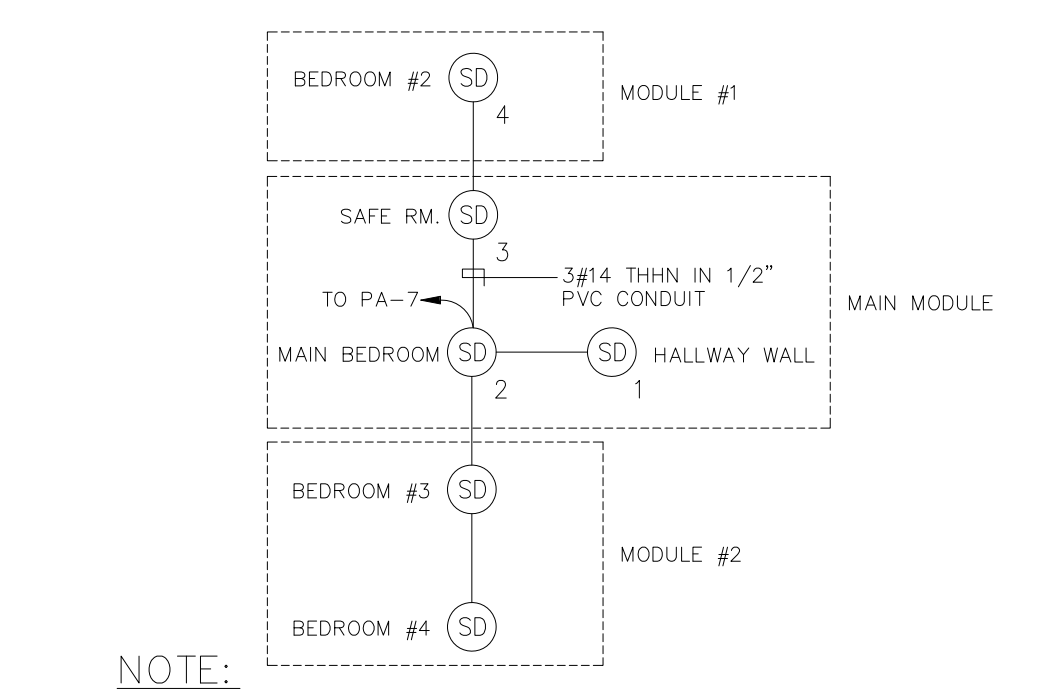 BEDROOM #2 SD
4
MODULE #1
SAFE RM. SD
3
3#14 THHN IN 1/2"
PVC CONDUIT
TO PA-7
MAIN MODULE
MAIN BEDROOM SD
2
SD HALLWAY WALL
1
BEDROOM #3 SD
MODULE #2
BEDROOM #4 SD
NOTE: